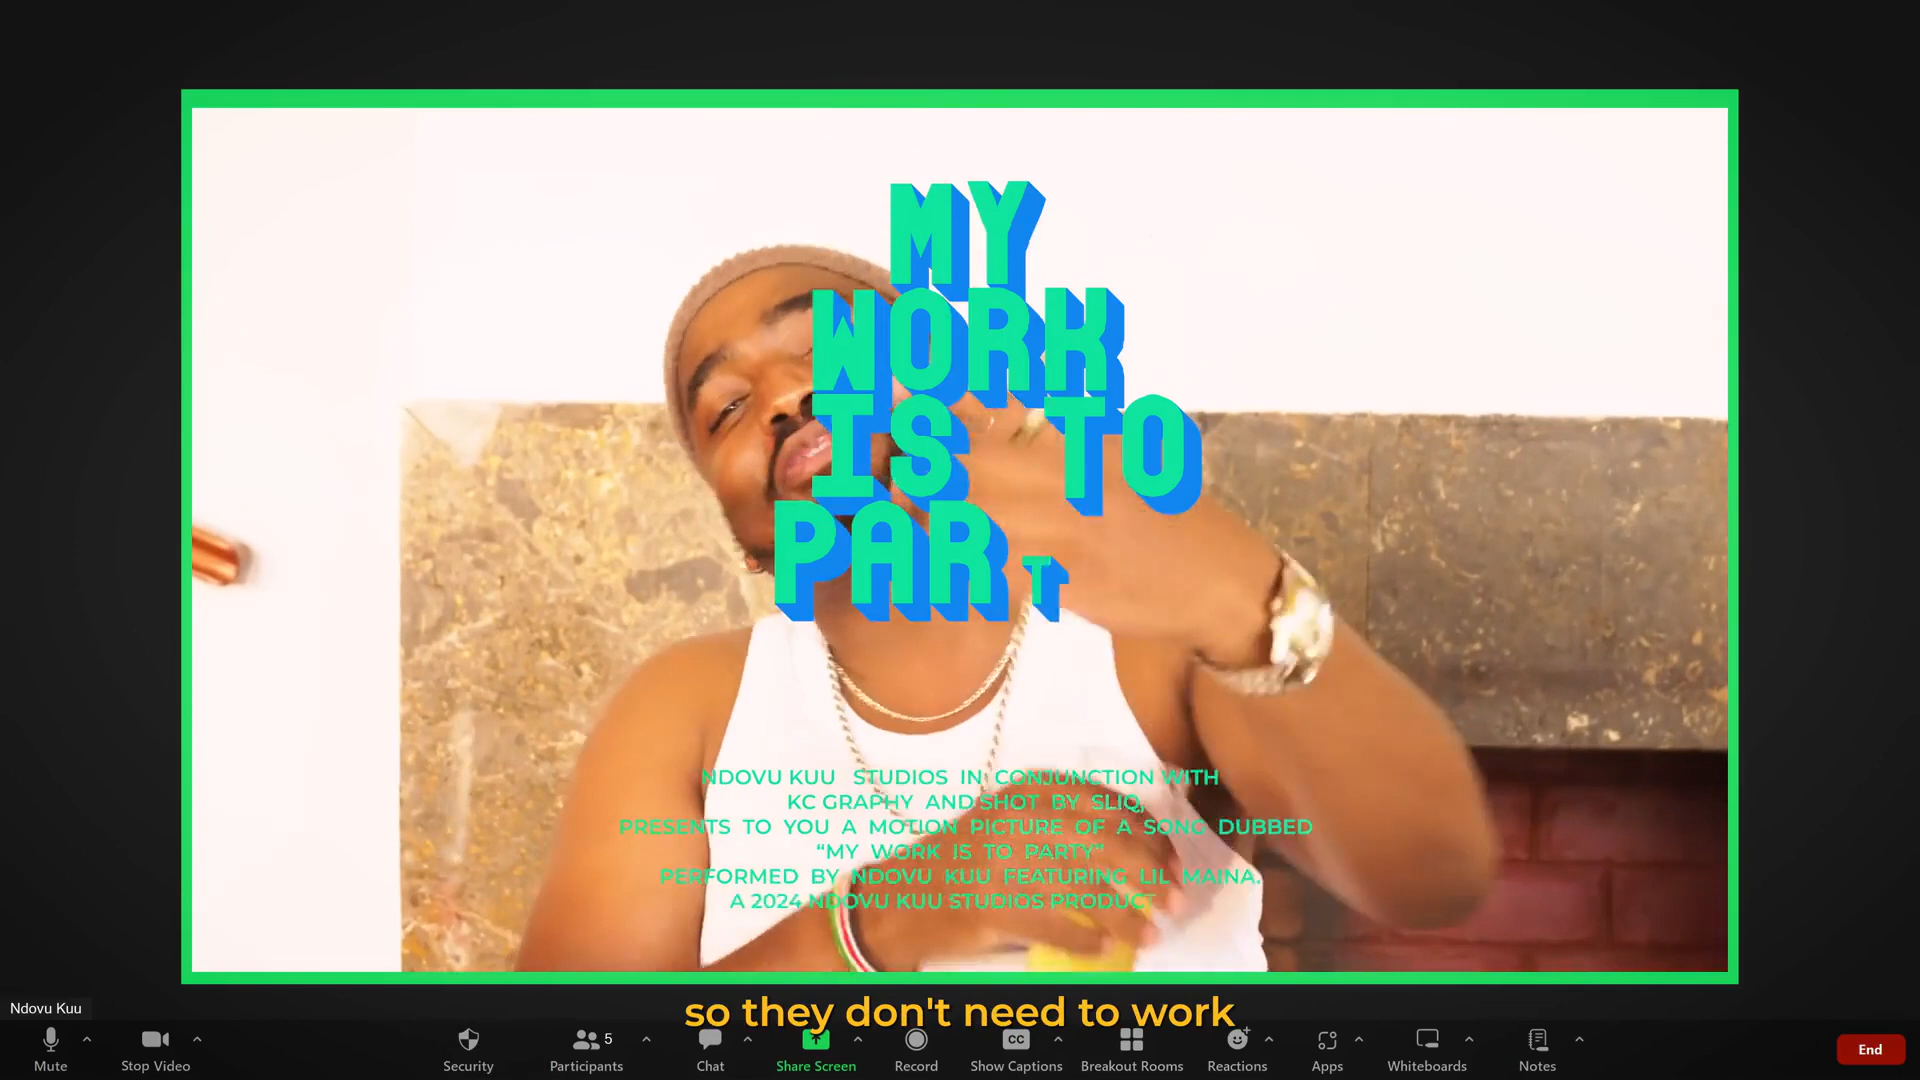 MY
WORK
IS TO
PART
NDOVU KUU STUDIOS IN CONJUNCTION WITH
KC GRAPHY AND SHOT BY SLIQ,
PRESENTS TO YOU A MOTION PICTURE OF A SONG DUBBED
“MY WORK IS TO PARTY”
PERFORMED BY NDOVU KUU FEATURING LIL MAINA.
A 2024 NDOVU KUU STUDIOS PRODUCT
so they don't need to work
Ndovu Kuu
5
CC
Mute
Stop Video
Security
Participants
Chat
Share Screen
Record
Show Captions
Breakout Rooms
Reactions
Apps
Whiteboards
Notes
End